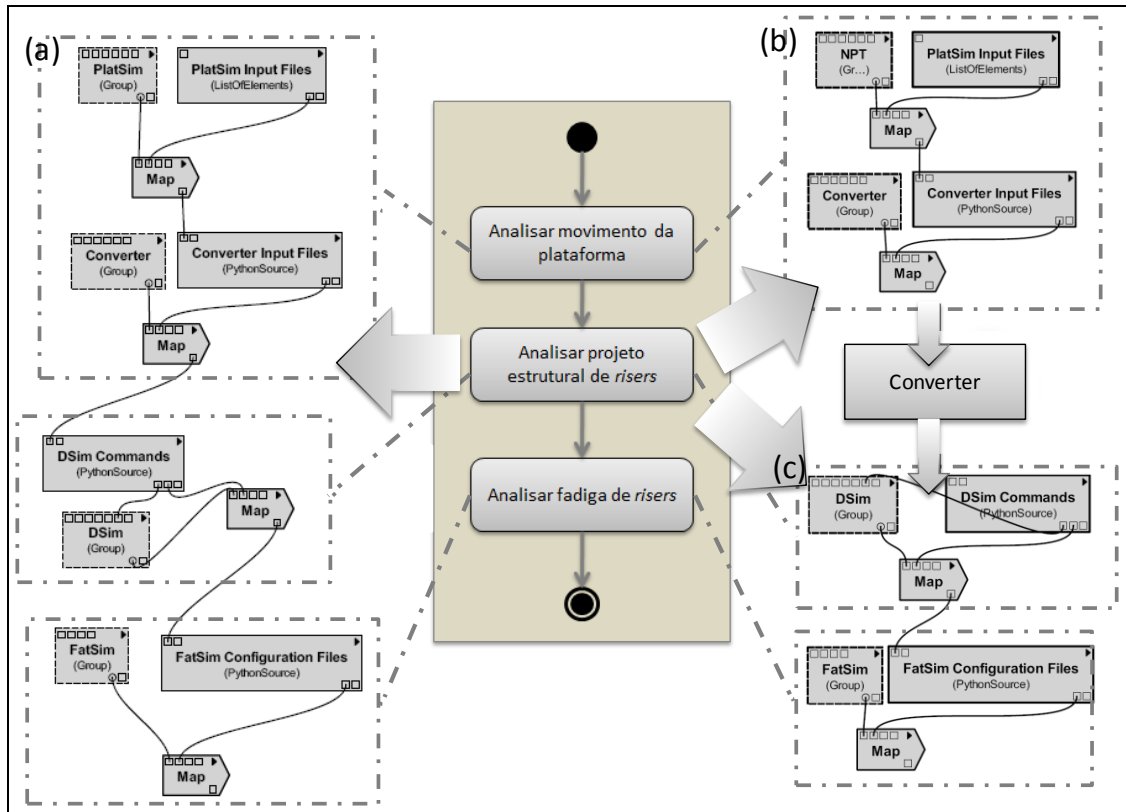 (a)
PlatSim
(Group)
PlatSim Input Files
(ListOfElements)
Map
Converter
(Group)
Converter Input Files
(PythonSource)
Map
DSim Commands
(PythonSource)
DSim
(Group)
Map
FatSim
(Group)
FatSim Configuration Files
(PythonSource)
Map
Analisar movimento da
plataforma
Analisar projeto
estrutural de risers
Analisar fadiga de risers
(b)
NPT
(Gr...)
PlatSim Input Files
(ListOfElements)
Map
Converter
(Group)
Converter Input Files
(PythonSource)
Map
Converter
(c)
DSim
(Group)
DSim Commands
(PythonSource)
Map
FatSim
(Group)
FatSim Configuration Files
(PythonSource)
Map